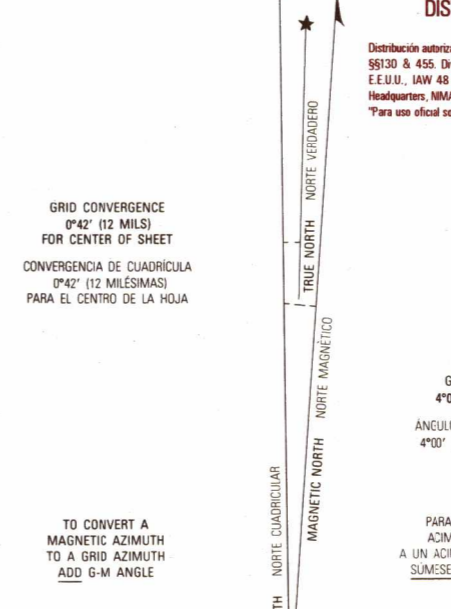 DIS
Distribución autoriz
§§130 & 455. Di
E.E.U.U., IAW 48
Headquarters, NIMA
"Para uso oficial so
TRUE NORTH NORTE VERDADERO
GRID CONVERGENCE
0°42' (12 MILS)
FOR CENTER OF SHEET
CONVERGENCIA DE CUADRÍCULA
0°42' (12 MILÉSIMAS)
PARA EL CENTRO DE LA HOJA
MAGNETIC NORTH NORTE MAGNÉTICO
G
4°0
ÁNGUL
4°00'
NORTE CUADRICULAR
TH
TO CONVERT A
MAGNETIC AZIMUTH
TO A GRID AZIMUTH
ADD G-M ANGLE
PARA
ACIM
A UN ACI
SÚMESE